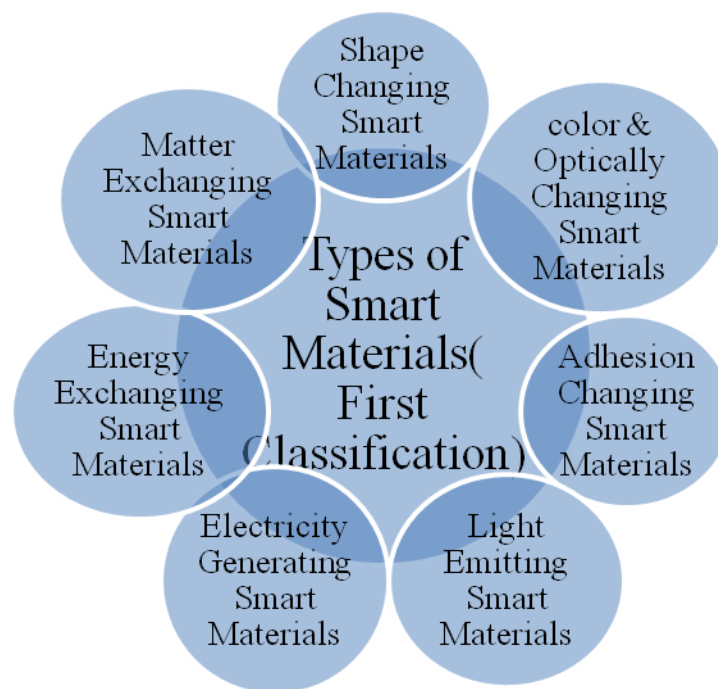 Shape
Changing
Smart
Materials
color &
Optically
Changing
Smart
Materials
Adhesion
Changing
Smart
Materials
Light
Emitting
Smart
Materials
Electricity
Generating
Smart
Materials
Energy
Exchanging
Smart
Materials
Matter
Exchanging
Smart
Materials
Types of
Smart
Materials(
First
Classification)